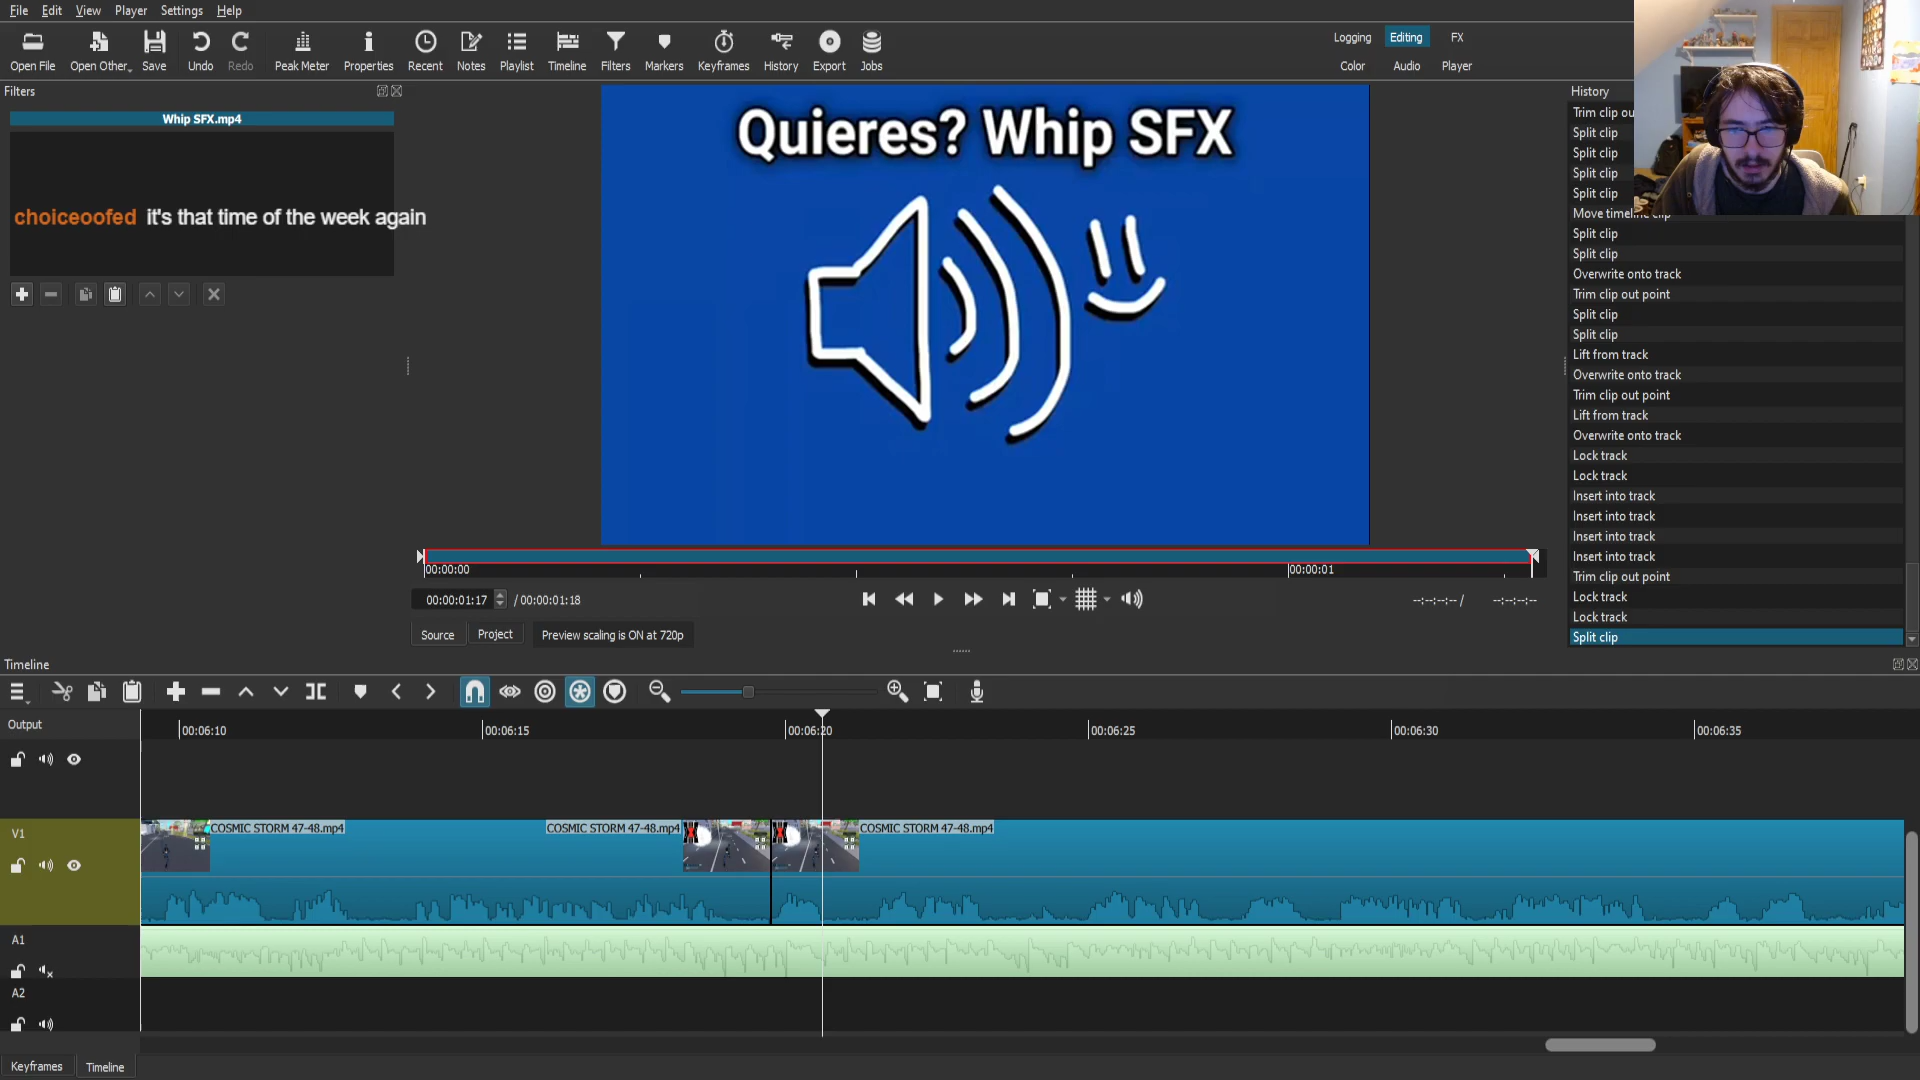 File Edit View Player Settings Help
Open File Open Other Save Undo Redo Peak Meter Properties Recent Notes Playlist Timeline Filters Markers Keyframes History Export Jobs
Logging Editing FX
Color Audio Player
Filters
Whip SFX.mp4
choiceoofed it's that time of the week again
Quieres? Whip SFX
00:00:00 00:00:01
00:00:01:17 / 00:00:01:18
--:--:--:-- / --:--:--:--
Source Project Preview scaling is ON at 720p
History
Trim clip ou
Split clip
Split clip
Split clip
Split clip
Move timeline clip
Split clip
Split clip
Overwrite onto track
Trim clip out point
Split clip
Split clip
Lift from track
Overwrite onto track
Trim clip out point
Lift from track
Overwrite onto track
Lock track
Lock track
Insert into track
Insert into track
Insert into track
Insert into track
Trim clip out point
Lock track
Lock track
Split clip
Timeline
Output
00:06:10 00:06:15 00:06:20 00:06:25 00:06:30 00:06:35
V1
COSMIC STORM 47-48.mp4 COSMIC STORM 47-48.mp4 COSMIC STORM 47-48.mp4
A1
A2
Keyframes Timeline